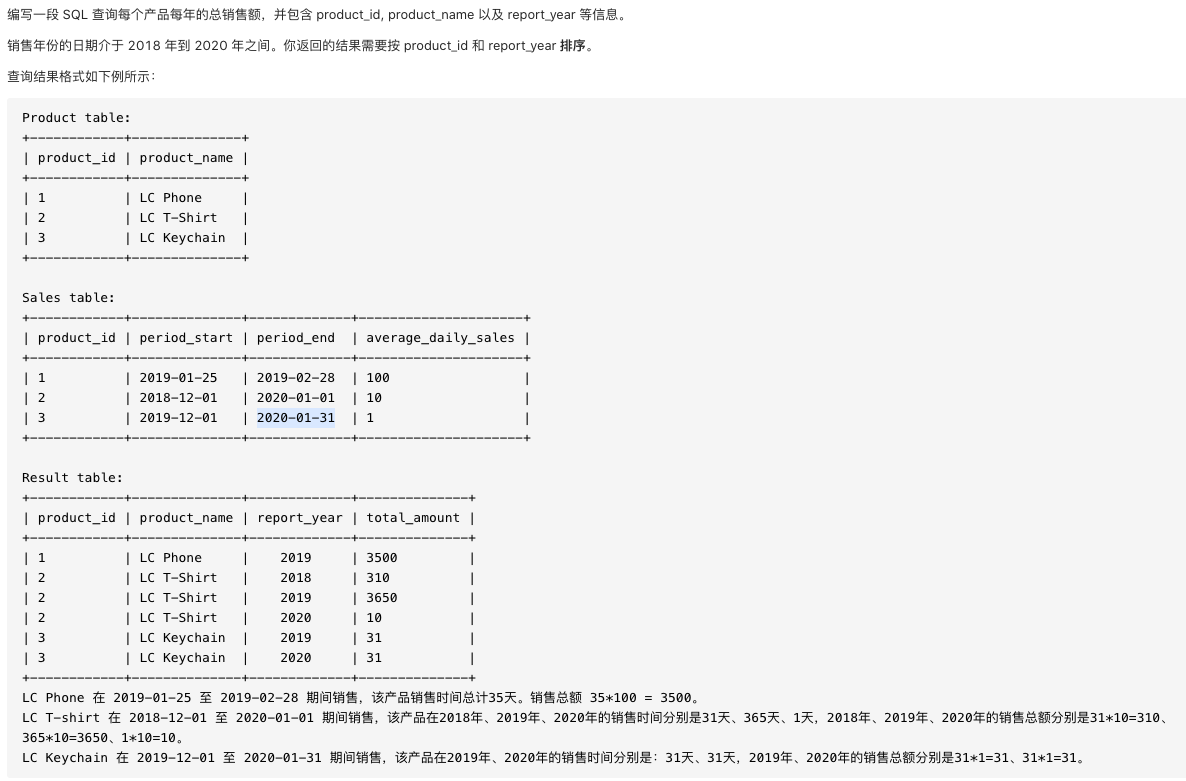 编写一段 SQL 查询每个产品每年的总销售额，并包含 product_id, product_name 以及 report_year 等信息。
销售年份的日期介于 2018 年到 2020 年之间。你返回的结果需要按 product_id 和 report_year 排序。
查询结果格式如下例所示：
Product table:
+------------+--------------+
| product_id | product_name |
+------------+--------------+
| 1          | LC Phone     |
| 2          | LC T-Shirt   |
| 3          | LC Keychain  |
+------------+--------------+
Sales table:
+------------+--------------+-------------+---------------------+
| product_id | period_start | period_end  | average_daily_sales |
+------------+--------------+-------------+---------------------+
| 1          | 2019-01-25   | 2019-02-28  | 100                 |
| 2          | 2018-12-01   | 2020-01-01  | 10                  |
| 3          | 2019-12-01   | 2020-01-31  | 1                   |
+------------+--------------+-------------+---------------------+
Result table:
+------------+--------------+-------------+--------------+
| product_id | product_name | report_year | total_amount |
+------------+--------------+-------------+--------------+
| 1          | LC Phone     |    2019     | 3500         |
| 2          | LC T-Shirt   |    2018     | 310          |
| 2          | LC T-Shirt   |    2019     | 3650         |
| 2          | LC T-Shirt   |    2020     | 10           |
| 3          | LC Keychain  |    2019     | 31           |
| 3          | LC Keychain  |    2020     | 31           |
+------------+--------------+-------------+--------------+
LC Phone 在 2019-01-25 至 2019-02-28 期间销售，该产品销售时间总计35天。销售总额 35*100 = 3500。
LC T-shirt 在 2018-12-01 至 2020-01-01 期间销售，该产品在2018年、2019年、2020年的销售时间分别是31天、365天、1天，2018年、2019年、2020年的销售总额分别是31*10=310、
365*10=3650、1*10=10。
LC Keychain 在 2019-12-01 至 2020-01-31 期间销售，该产品在2019年、2020年的销售时间分别是：31天、31天，2019年、2020年的销售总额分别是31*1=31、31*1=31。